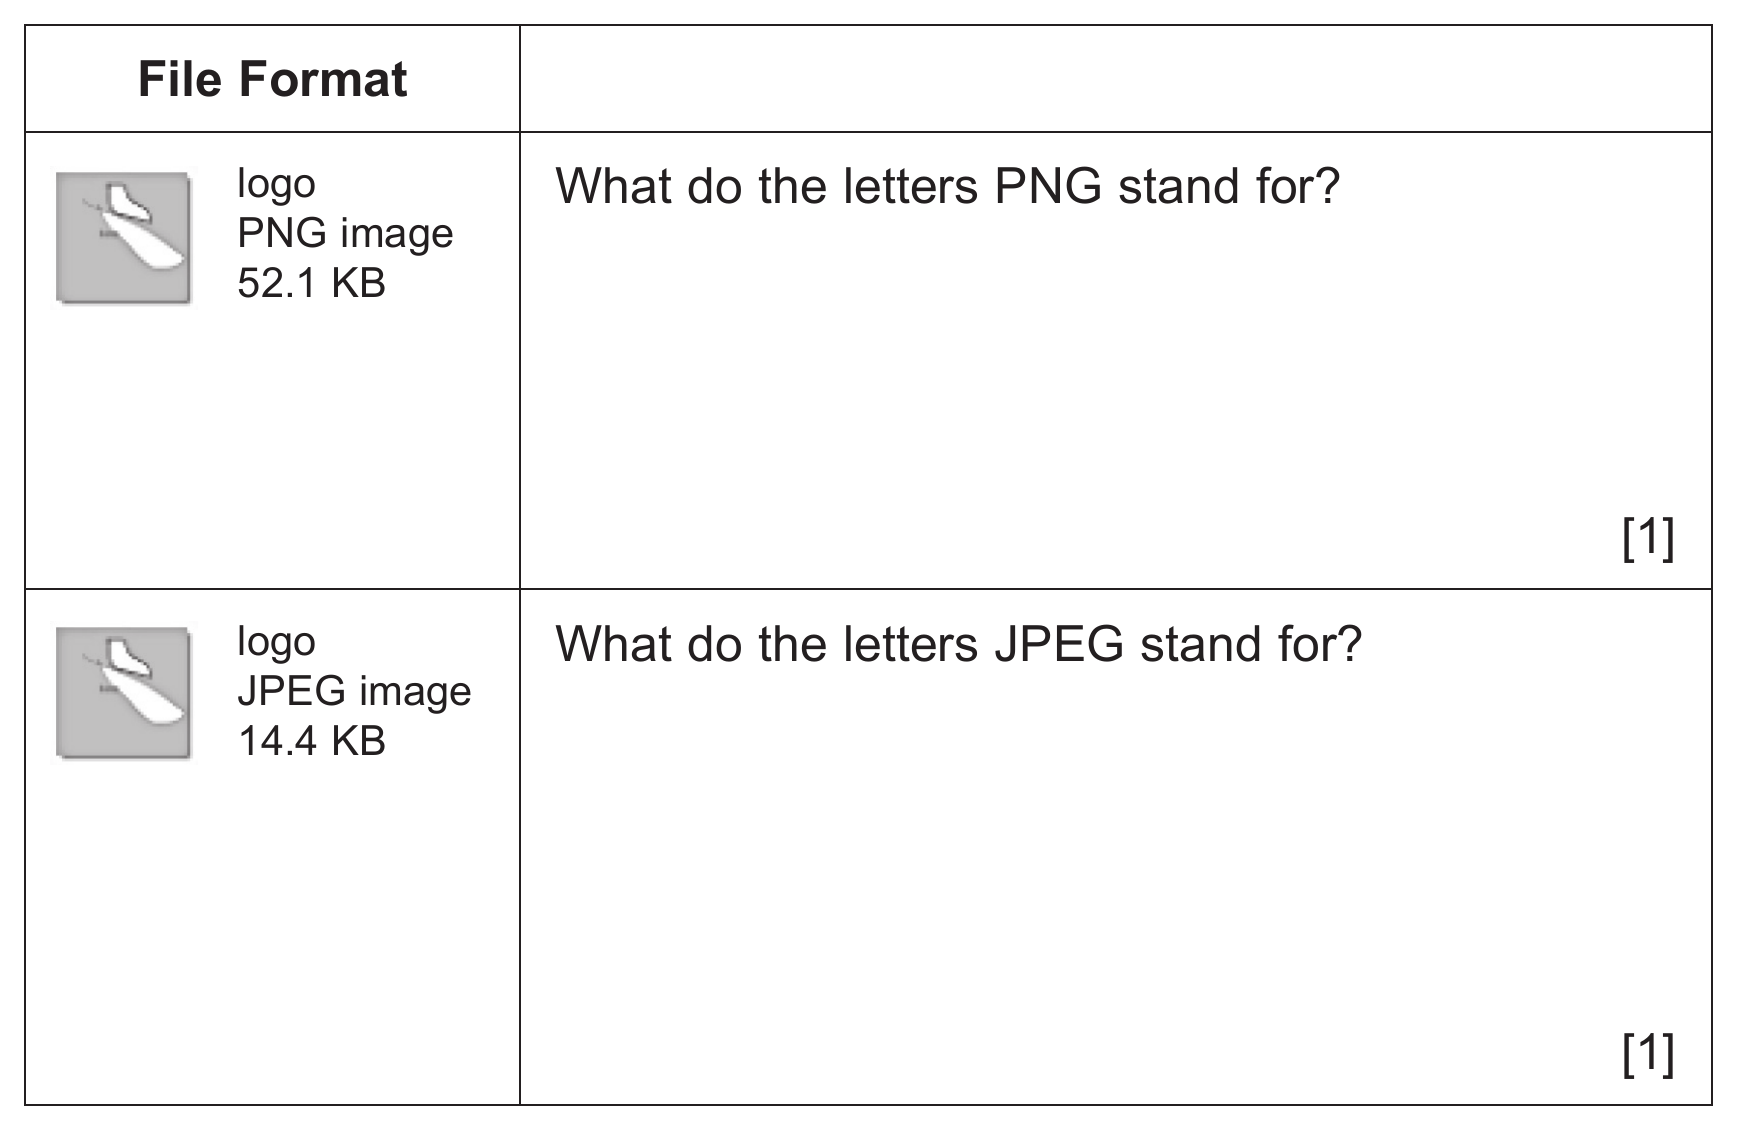 File Format
logo
PNG image
52.1 KB
What do the letters PNG stand for?
[1]
logo
JPEG image
14.4 KB
What do the letters JPEG stand for?
[1]